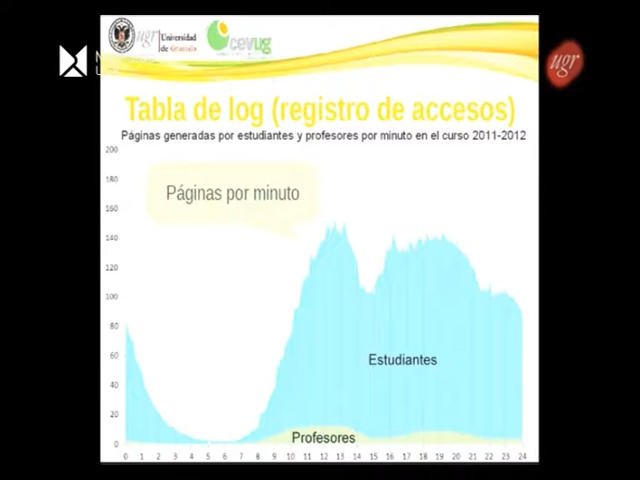 ugr
Universidad
de Granada
cevug
ugr
Tabla de log (registro de accesos)
Páginas generadas por estudiantes y profesores por minuto en el curso 2011-2012
200
180
160
140
120
100
80
60
40
20
0
Páginas por minuto
Estudiantes
Profesores
0 1 2 3 4 5 6 7 8 9 10 11 12 13 14 15 16 17 18 19 20 21 22 23 24